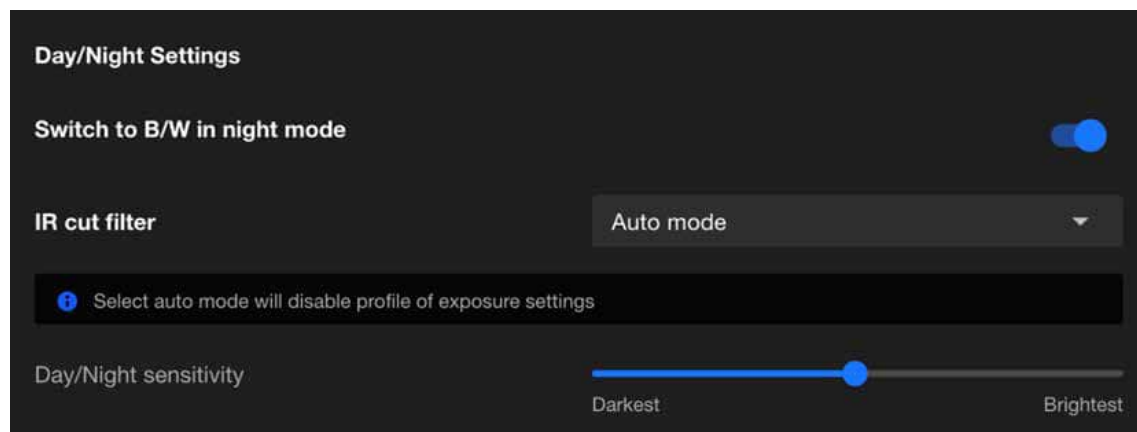 Day/Night Settings
Switch to B/W in night mode
IR cut filter
Auto mode
Select auto mode will disable profile of exposure settings
Day/Night sensitivity
Darkest
Brightest